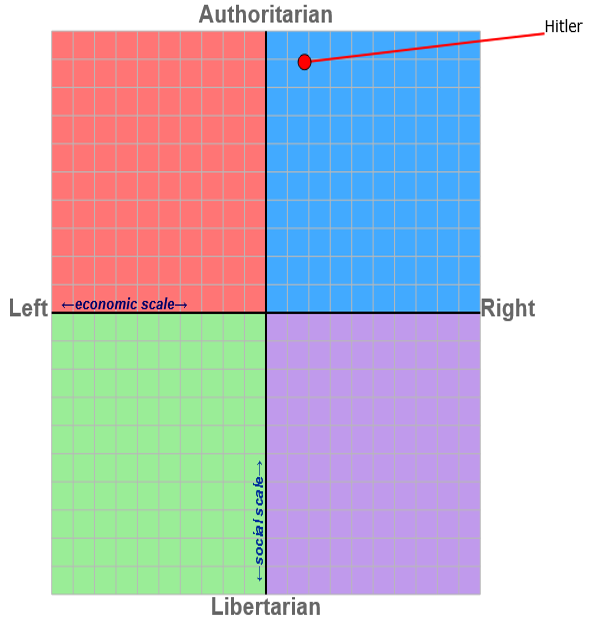 Authoritarian
Hitler
←economic scale→
Left
Right
←social scale→
Libertarian